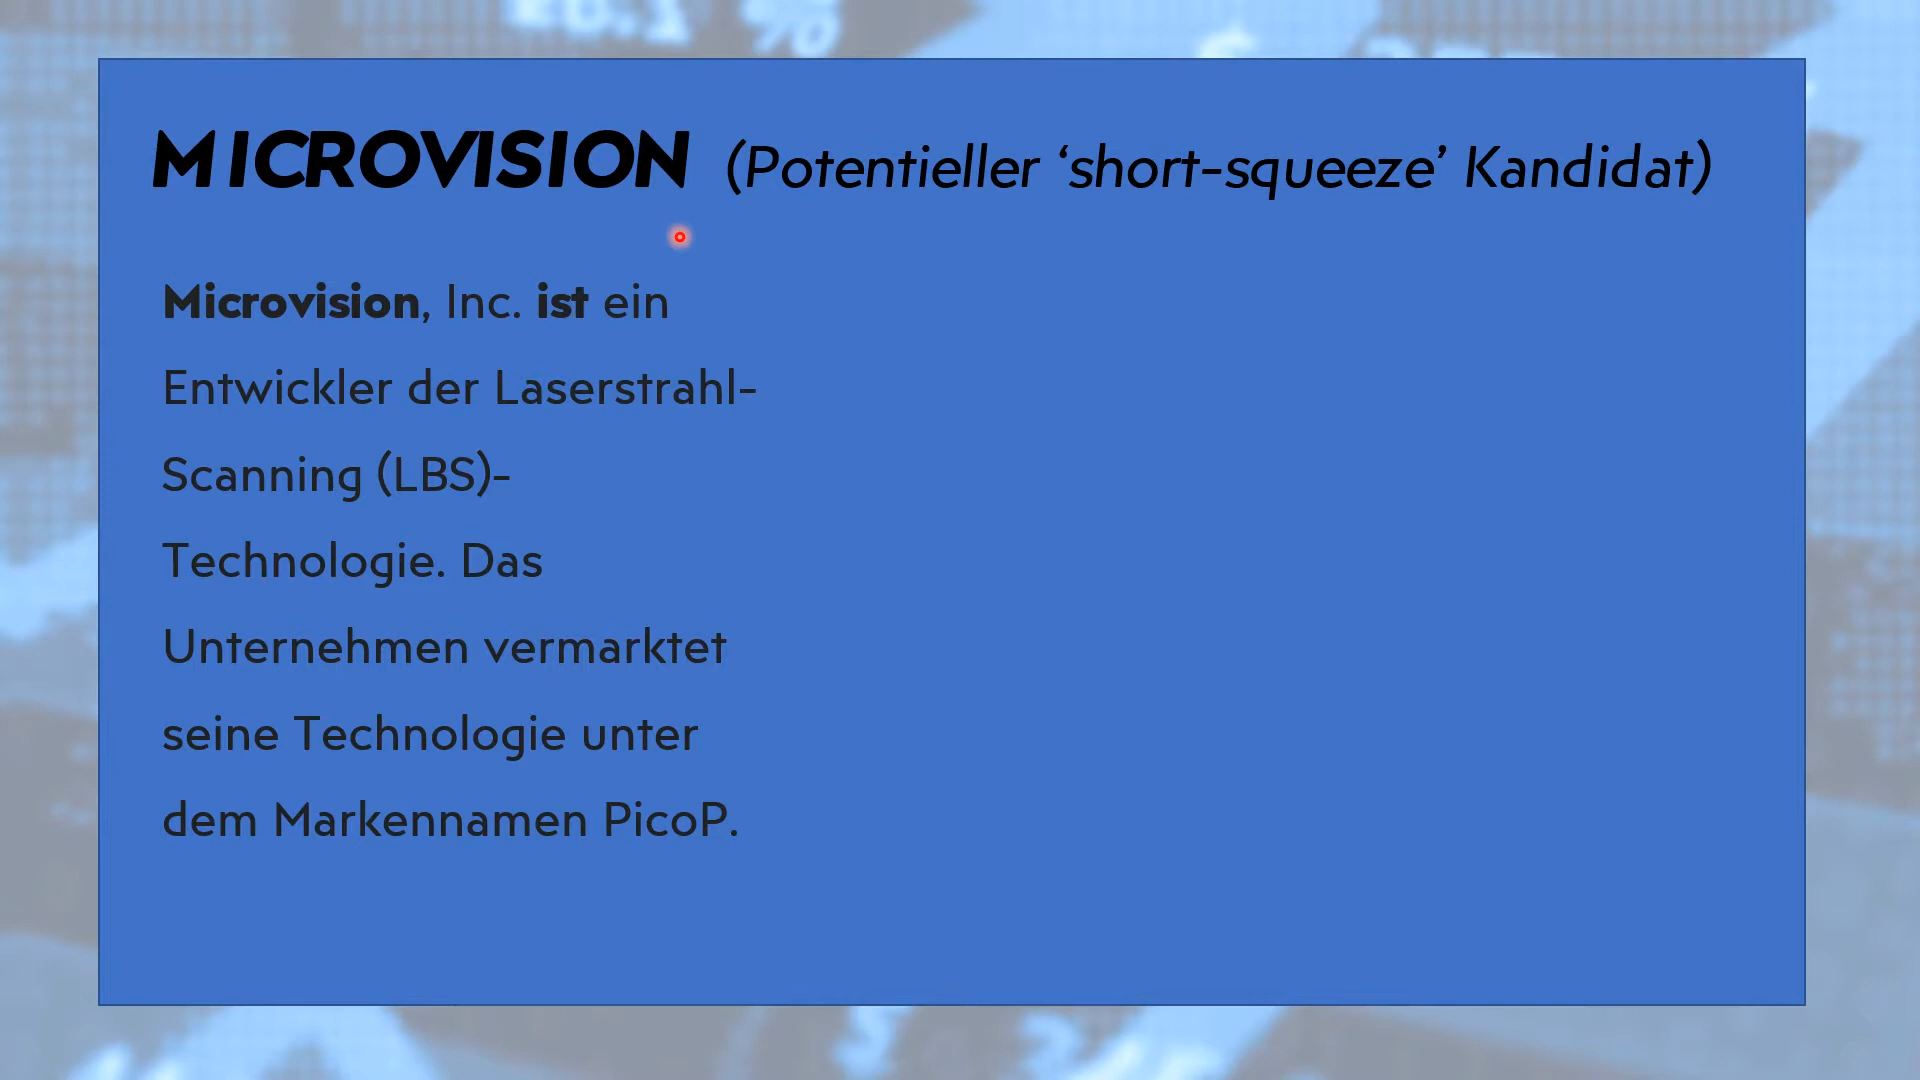 MICROVISION (Potentieller ‘short-squeeze’ Kandidat)
Microvision, Inc. ist ein
Entwickler der Laserstrahl-
Scanning (LBS)-
Technologie. Das
Unternehmen vermarktet
seine Technologie unter
dem Markennamen PicoP.